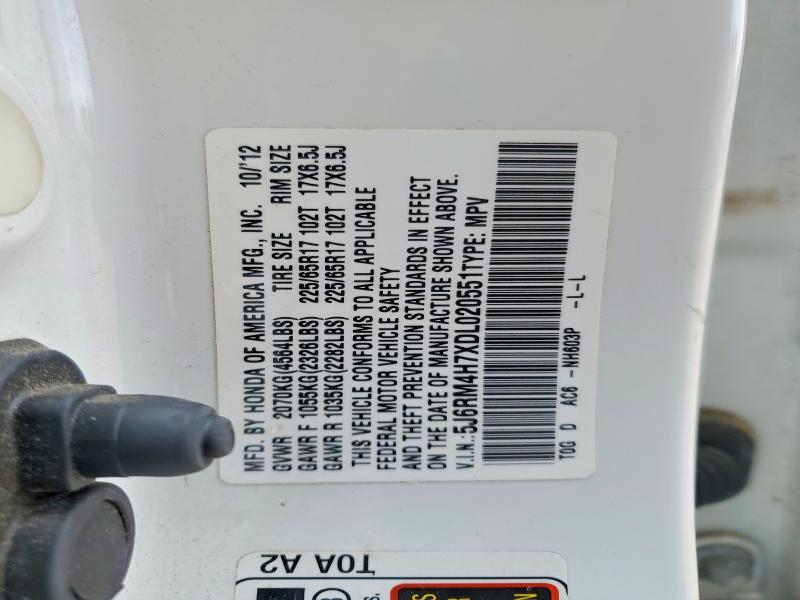 MFD. BY HONDA OF AMERICA MFG., INC. 10/'12
GVWR 2070KG(4564LBS) TIRE SIZE RIM SIZE
GAWR F 1055KG(2326LBS) 225/65R17 102T 17X6.5J
GAWR R 1035KG(2282LBS) 225/65R17 102T 17X6.5J
THIS VEHICLE CONFORMS TO ALL APPLICABLE
FEDERAL MOTOR VEHICLE SAFETY
AND THEFT PREVENTION STANDARDS IN EFFECT
ON THE DATE OF MANUFACTURE SHOWN ABOVE.
V.I.N.:5J6RM4H7XDL020551TYPE: MPV
T0G D AC6 -NH603P -L-L
T0A A2